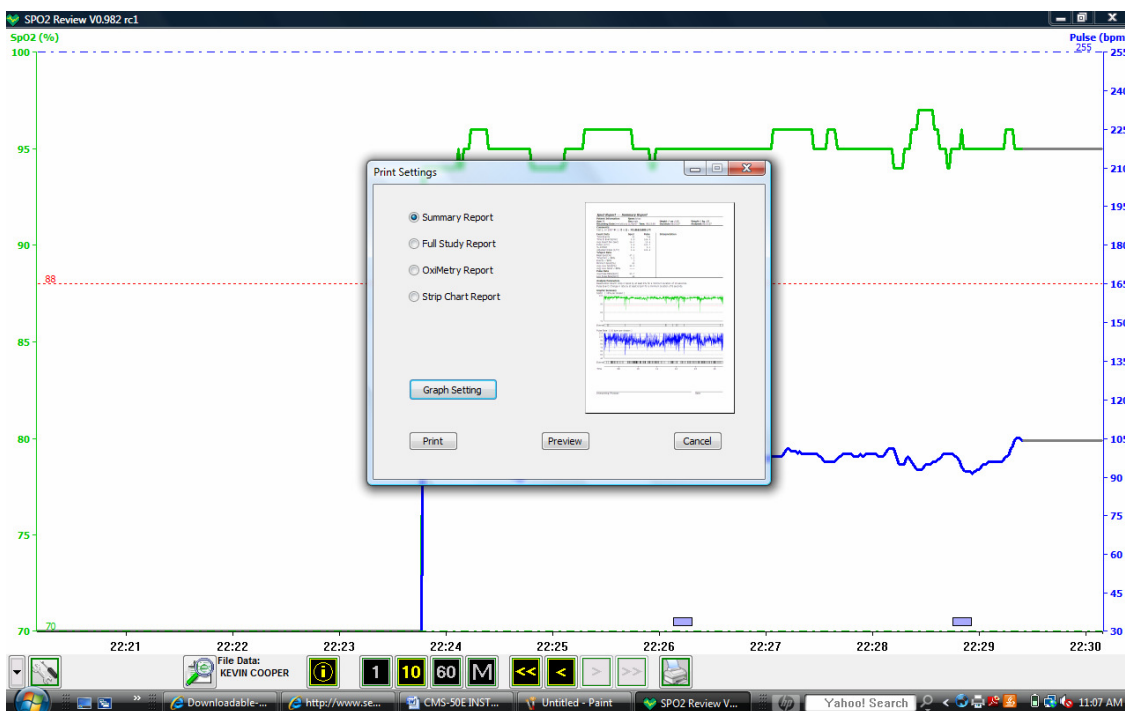 SPO2 Review V0.982 rc1
SpO2 (%)
Pulse (bpm
100
255
255
240
95
225
210
195
90
180
88
165
150
85
135
120
80
105
90
75
75
60
45
70
70
30
Print Settings
Summary Report
Full Study Report
OxiMetry Report
Strip Chart Report
Graph Setting
Print
Preview
Cancel
22:21
22:22
22:23
22:24
22:25
22:26
22:27
22:28
22:29
22:30
File Data:
KEVIN COOPER
1
10
60
M
<<
<
>
>>
Downloadable-...
http://www.se...
CMS-50E INST...
Untitled - Paint
SPO2 Review V...
Yahoo! Search
11:07 AM